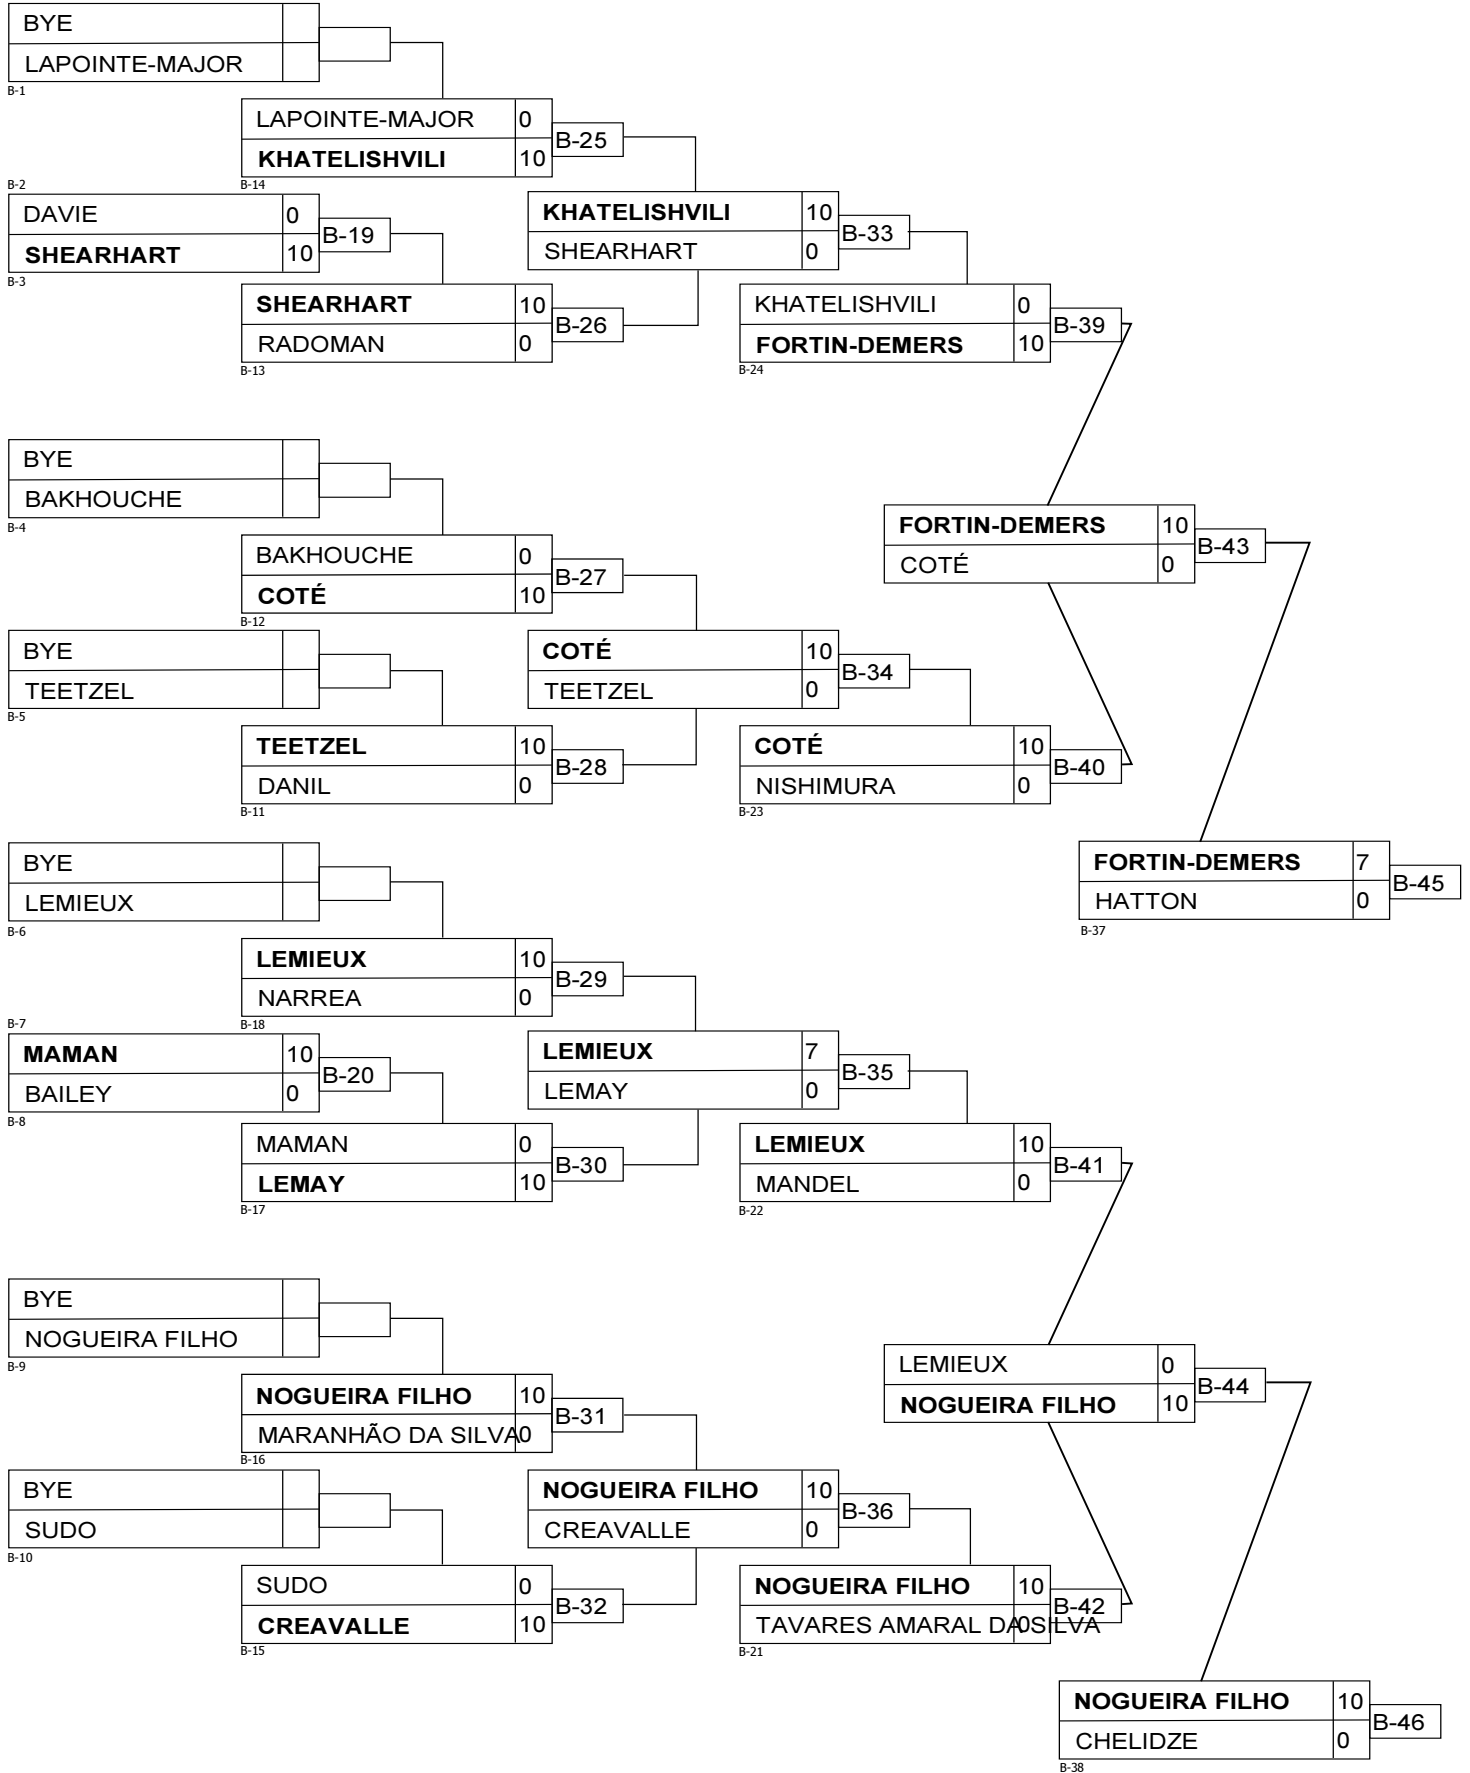 BYE
LAPOINTE-MAJOR
B-1
LAPOINTE-MAJOR 0
B-25
KHATELISHVILI 10
B-2
B-14
DAVIE 0
B-19
SHEARHART 10
B-3
KHATELISHVILI 10
B-33
SHEARHART 0
SHEARHART 10
B-26
RADOMAN 0
B-13
KHATELISHVILI 0
B-39
FORTIN-DEMERS 10
B-24
BYE
BAKHOUCHE
B-4
FORTIN-DEMERS 10
B-43
COTÉ 0
BAKHOUCHE 0
B-27
COTÉ 10
B-12
BYE
TEETZEL
B-5
COTÉ 10
B-34
TEETZEL 0
TEETZEL 10
B-28
DANIL 0
B-11
COTÉ 10
B-40
NISHIMURA 0
B-23
BYE
LEMIEUX
B-6
FORTIN-DEMERS 7
B-45
HATTON 0
B-37
LEMIEUX 10
B-29
NARREA 0
B-7
B-18
MAMAN 10
B-20
BAILEY 0
B-8
LEMIEUX 7
B-35
LEMAY 0
MAMAN 0
B-30
LEMAY 10
B-17
LEMIEUX 10
B-41
MANDEL 0
B-22
BYE
NOGUEIRA FILHO
B-9
LEMIEUX 0
B-44
NOGUEIRA FILHO 10
NOGUEIRA FILHO 10
B-31
MARANHÃO DA SILVA 0
B-16
BYE
SUDO
B-10
NOGUEIRA FILHO 10
B-36
CREAVALLE 0
SUDO 0
B-32
CREAVALLE 10
B-15
NOGUEIRA FILHO 10
B-42
TAVARES AMARAL DA SILVA 0
B-21
NOGUEIRA FILHO 10
B-46
CHELIDZE 0
B-38